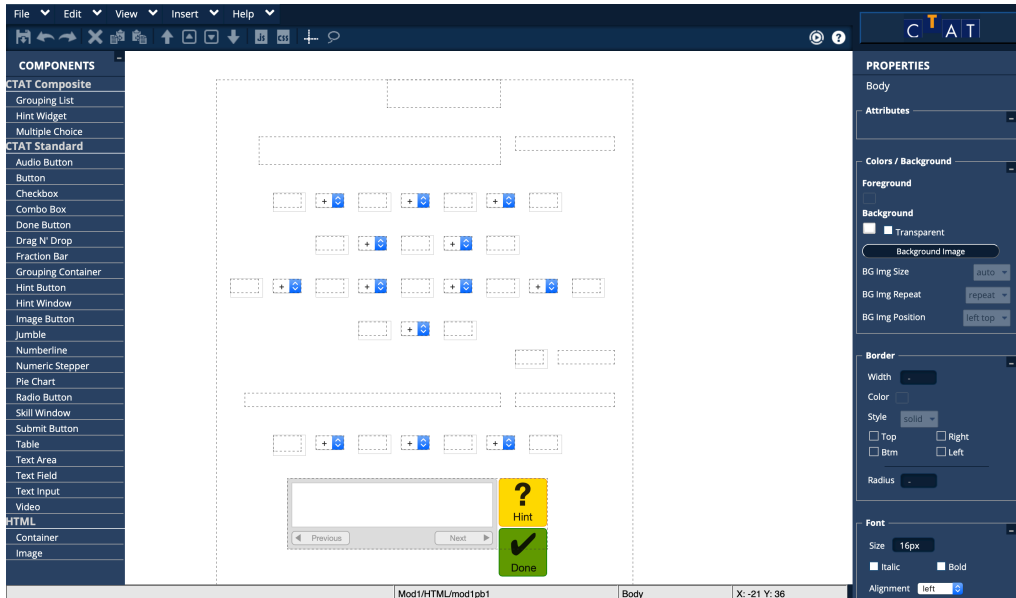 File Edit View Insert Help
Js CSS ?
CTAT
COMPONENTS
CTAT Composite
Grouping List
Hint Widget
Multiple Choice
CTAT Standard
Audio Button
Button
Checkbox
Combo Box
Done Button
Drag N' Drop
Fraction Bar
Grouping Container
Hint Button
Hint Window
Image Button
Jumble
Numberline
Numeric Stepper
Pie Chart
Radio Button
Skill Window
Submit Button
Table
Text Area
Text Field
Text Input
Video
HTML
Container
Image
+ + +
+ +
+ + + +
+
+ + +
Previous Next
? Hint
Done
PROPERTIES
Body
Attributes
Colors / Background
Foreground
Background
Transparent
Background Image
BG Img Size auto
BG Img Repeat repeat
BG Img Position left top
Border
Width -
Color
Style solid
Top Right
Btm Left
Radius -
Font
Size 16px
Italic Bold
Alignment left
Mod1/HTML/mod1pb1 Body X: -21 Y: 36